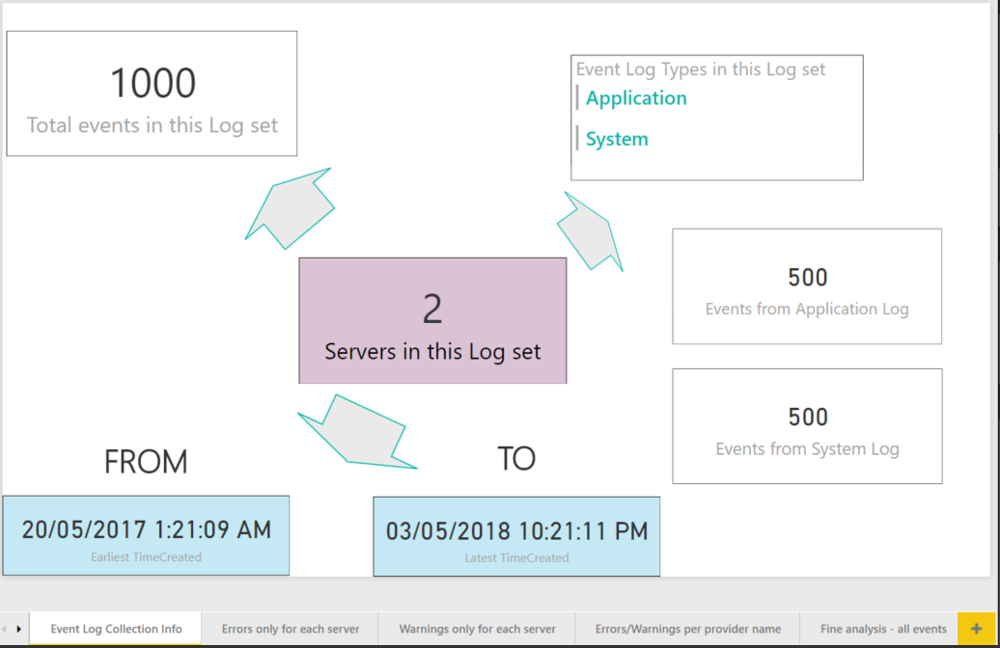 1000
Total events in this Log set
Event Log Types in this Log set
Application
System
500
Events from Application Log
2
Servers in this Log set
500
Events from System Log
FROM
TO
20/05/2017 1:21:09 AM
Earliest TimeCreated
03/05/2018 10:21:11 PM
Latest TimeCreated
Event Log Collection Info
Errors only for each server
Warnings only for each server
Errors/Warnings per provider name
Fine analysis - all events
+